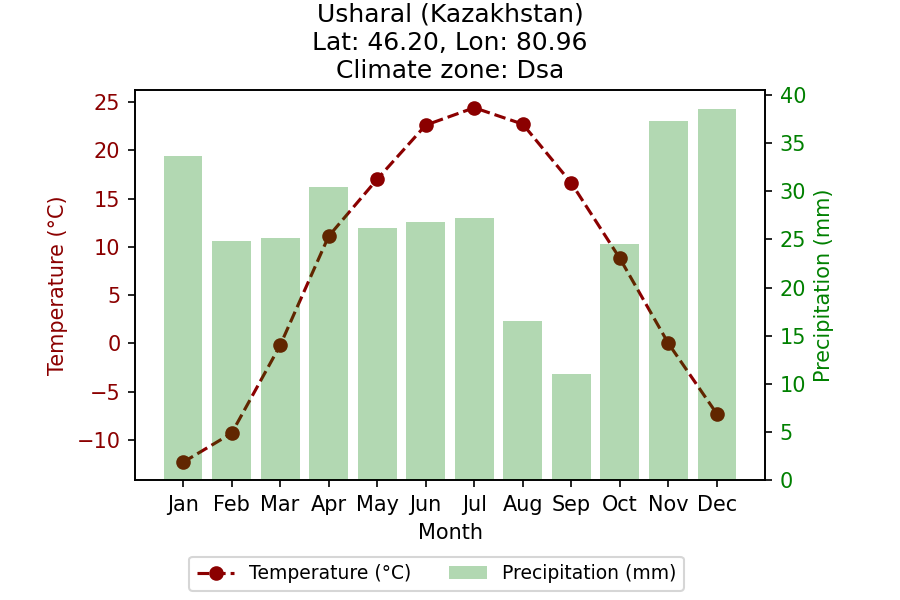 Usharal (Kazakhstan)
Lat: 46.20, Lon: 80.96
Climate zone: Dsa
25
20
15
10
5
0
−5
−10
Temperature (°C)
40
35
30
25
20
15
10
5
0
Precipitation (mm)
Jan Feb Mar Apr May Jun Jul Aug Sep Oct Nov Dec
Month
Temperature (°C) Precipitation (mm)